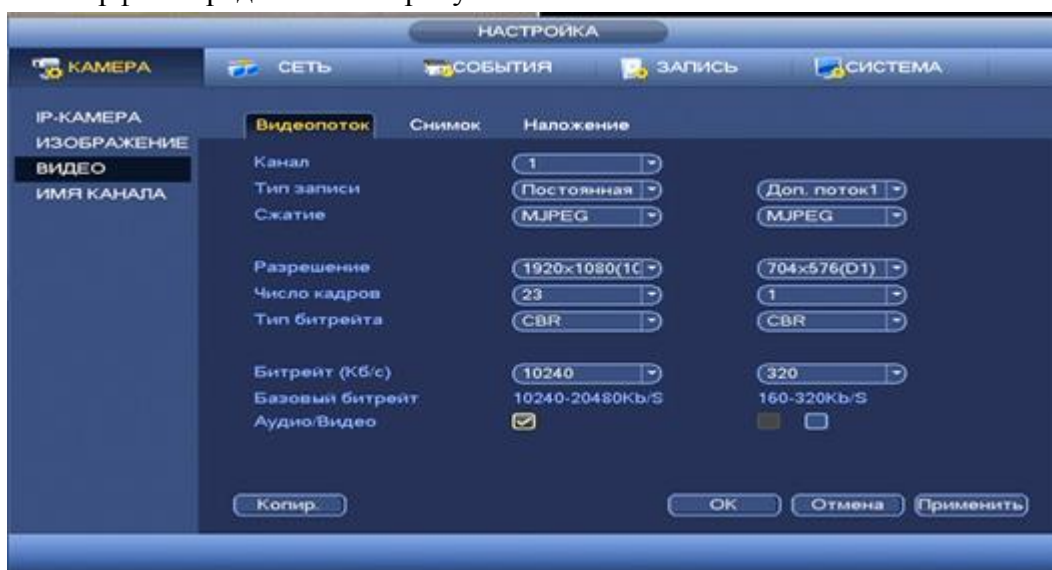 НАСТРОЙКА
КАМЕРА СЕТЬ СОБЫТИЯ ЗАПИСЬ СИСТЕМА
IP-КАМЕРА
ИЗОБРАЖЕНИЕ
ВИДЕО
ИМЯ КАНАЛА
Видеопоток Снимок Наложение
Канал 1
Тип записи Постоянная Доп. поток1
Сжатие MJPEG MJPEG
Разрешение 1920x1080(1С 704x576(D1)
Число кадров 23 1
Тип битрейта CBR CBR
Битрейт (Кб/с) 10240 320
Базовый битрейт 10240-20480Kb/S 160-320Kb/S
Аудио/Видео
Копир. OK Отмена Применить